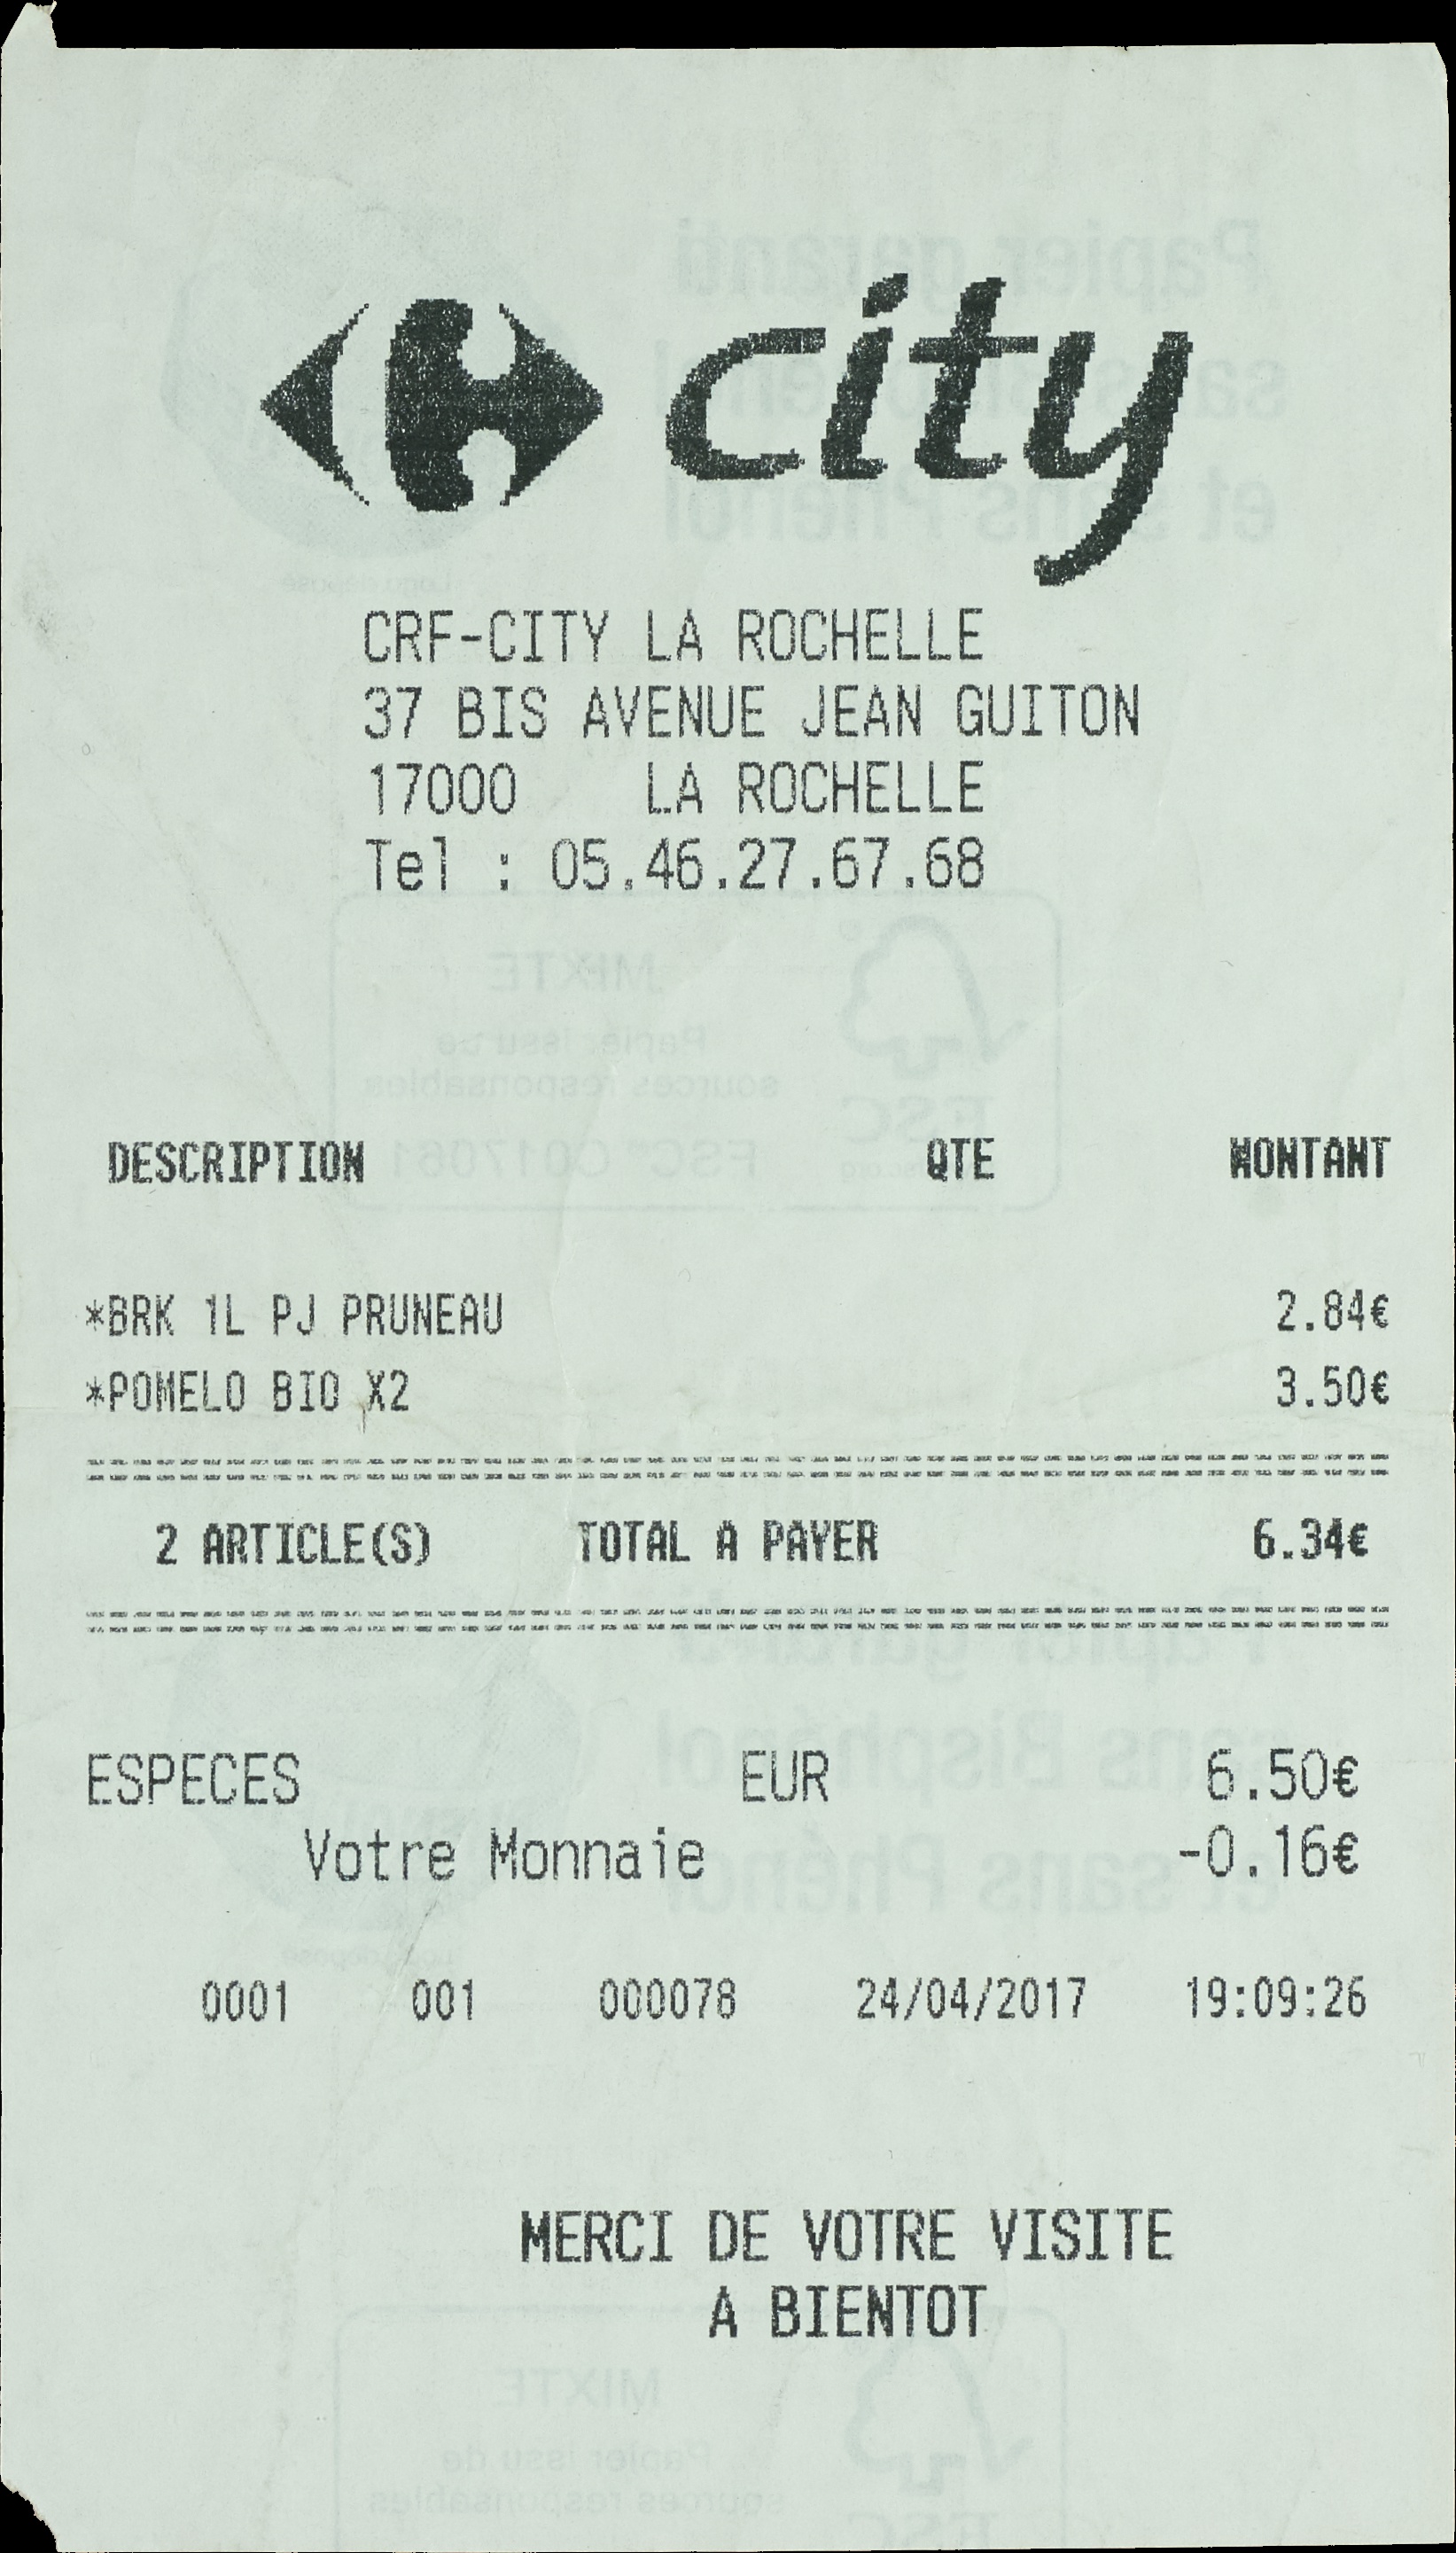 city
CRF-CITY LA ROCHELLE
37 BIS AVENUE JEAN GUITON
17000 LA ROCHELLE
Tel : 05.46.27.67.68
DESCRIPTION QTE MONTANT
*BRK 1L PJ PRUNEAU 2.84€
*POMELO BIO X2 3.50€
2 ARTICLE(S) TOTAL A PAYER 6.34€
ESPECES EUR 6.50€
Votre Monnaie -0.16€
0001 001 000078 24/04/2017 19:09:26
MERCI DE VOTRE VISITE
A BIENTOT